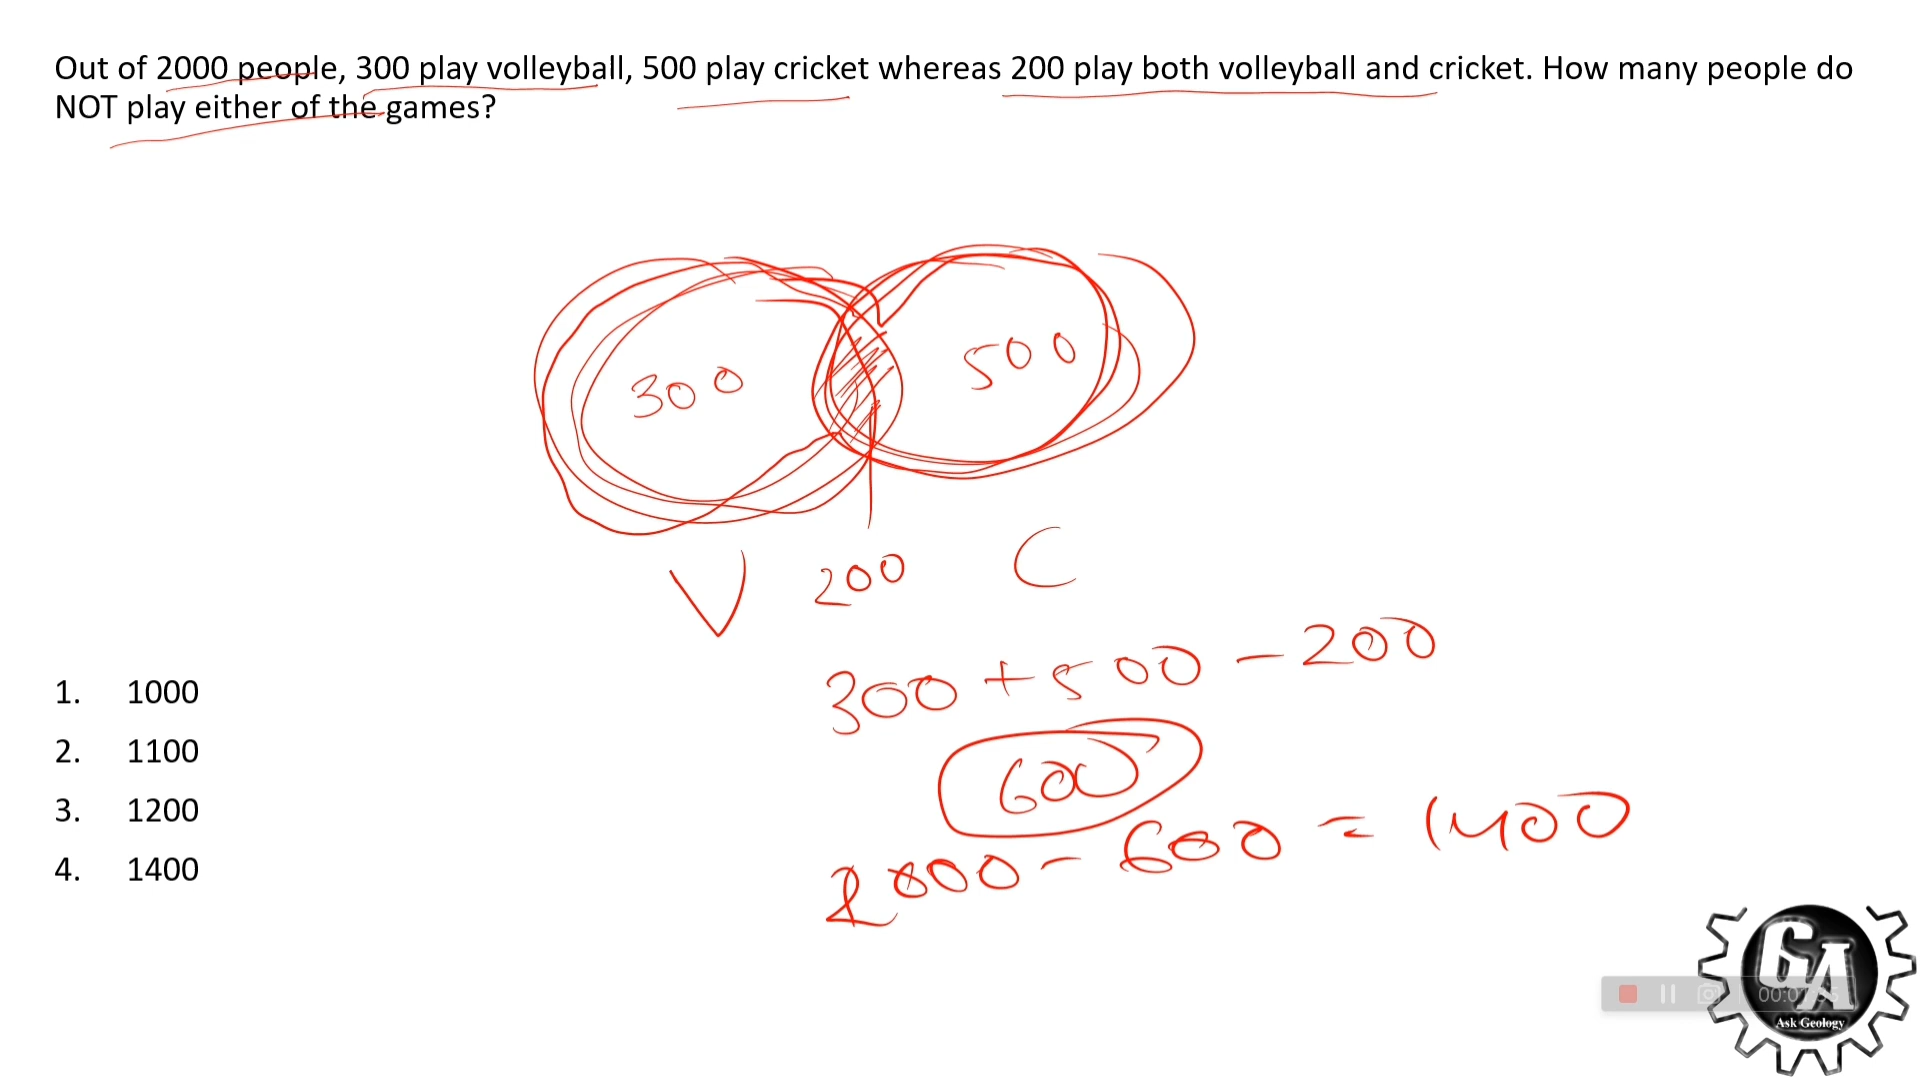 Out of 2000 people, 300 play volleyball, 500 play cricket whereas 200 play both volleyball and cricket. How many people do
NOT play either of the games?
300
500
V 200 C
300 + 500 - 200
600
2000 - 600 = 1400
1. 1000
2. 1100
3. 1200
4. 1400
GA
Ask Geology